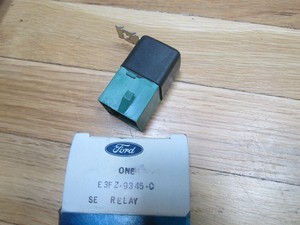 Ford
ONE
E3FZ-9345-C
SE RELAY